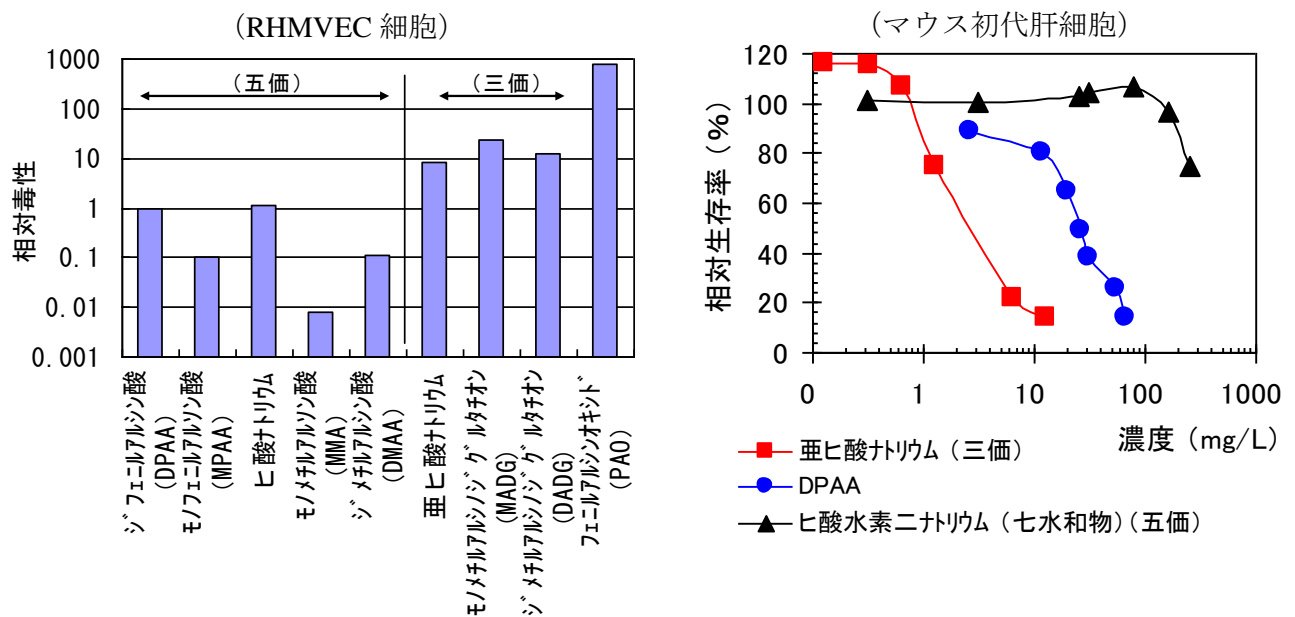 （RHMVEC 細胞）
1000
100
10
1
0.1
0.01
0.001
相対毒性
（五価）
（三価）
ｼﾞﾌｪﾆﾙｱﾙｼﾝ酸
(DPAA)
ﾓﾉﾌｪﾆﾙｱﾙｿﾝ酸
(MPAA)
ﾋ酸ﾅﾄﾘｳﾑ
ﾓﾉﾒﾁﾙｱﾙｿﾝ酸
(MMA)
ｼﾞﾒﾁﾙｱﾙｼﾝ酸
(DMAA)
亜ﾋ酸ﾅﾄﾘｳﾑ
ﾓﾉﾒﾁﾙｱﾙｼﾉｼﾞｸﾞﾙﾀﾁｵﾝ
(MADG)
ｼﾞﾒﾁﾙｱﾙｼﾉｼﾞｸﾞﾙﾀﾁｵﾝ
(DADG)
ﾌｪﾆﾙｱﾙｼﾝｵｷｼﾄﾞ
(PAO)
（マウス初代肝細胞）
120
100
80
60
40
20
0
相対生存率（%）
0 1 10 100 1000
濃度（mg/L）
亜ﾋ酸ﾅﾄﾘｳﾑ（三価）
DPAA
ﾋ酸水素二ﾅﾄﾘｳﾑ（七水和物）（五価）